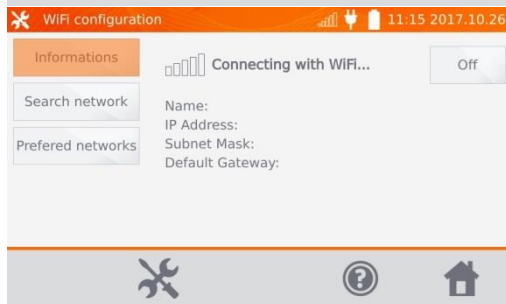 WiFi configuration
11:15 2017.10.26
Informations
Connecting with WiFi...
Off
Search network
Prefered networks
Name:
IP Address:
Subnet Mask:
Default Gateway:
?